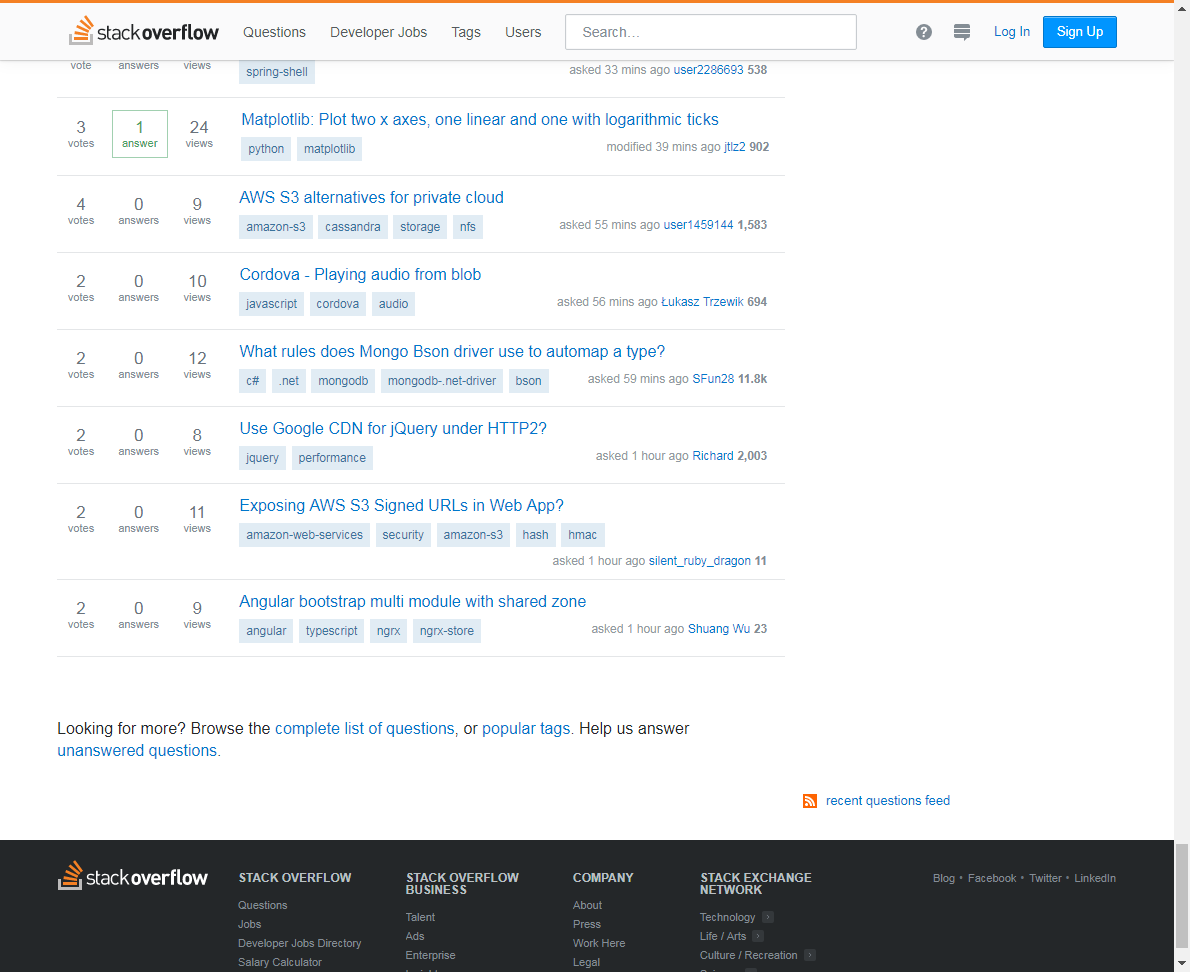 stack overflow Questions Developer Jobs Tags Users Search... ? Log In Sign Up
vote answers views
spring-shell asked 33 mins ago user2286693 538
3 votes 1 answer 24 views
Matplotlib: Plot two x axes, one linear and one with logarithmic ticks
python matplotlib modified 39 mins ago jtlz2 902
4 votes 0 answers 9 views
AWS S3 alternatives for private cloud
amazon-s3 cassandra storage nfs asked 55 mins ago user1459144 1,583
2 votes 0 answers 10 views
Cordova - Playing audio from blob
javascript cordova audio asked 56 mins ago Łukasz Trzewik 694
2 votes 0 answers 12 views
What rules does Mongo Bson driver use to automap a type?
c# .net mongodb mongodb-.net-driver bson asked 59 mins ago SFun28 11.8k
2 votes 0 answers 8 views
Use Google CDN for jQuery under HTTP2?
jquery performance asked 1 hour ago Richard 2,003
2 votes 0 answers 11 views
Exposing AWS S3 Signed URLs in Web App?
amazon-web-services security amazon-s3 hash hmac
asked 1 hour ago silent_ruby_dragon 11
2 votes 0 answers 9 views
Angular bootstrap multi module with shared zone
angular typescript ngrx ngrx-store asked 1 hour ago Shuang Wu 23
Looking for more? Browse the complete list of questions, or popular tags. Help us answer
unanswered questions.
recent questions feed
stack overflow
STACK OVERFLOW
Questions
Jobs
Developer Jobs Directory
Salary Calculator
STACK OVERFLOW
BUSINESS
Talent
Ads
Enterprise
COMPANY
About
Press
Work Here
Legal
STACK EXCHANGE
NETWORK
Technology
Life / Arts
Culture / Recreation
Blog • Facebook • Twitter • LinkedIn